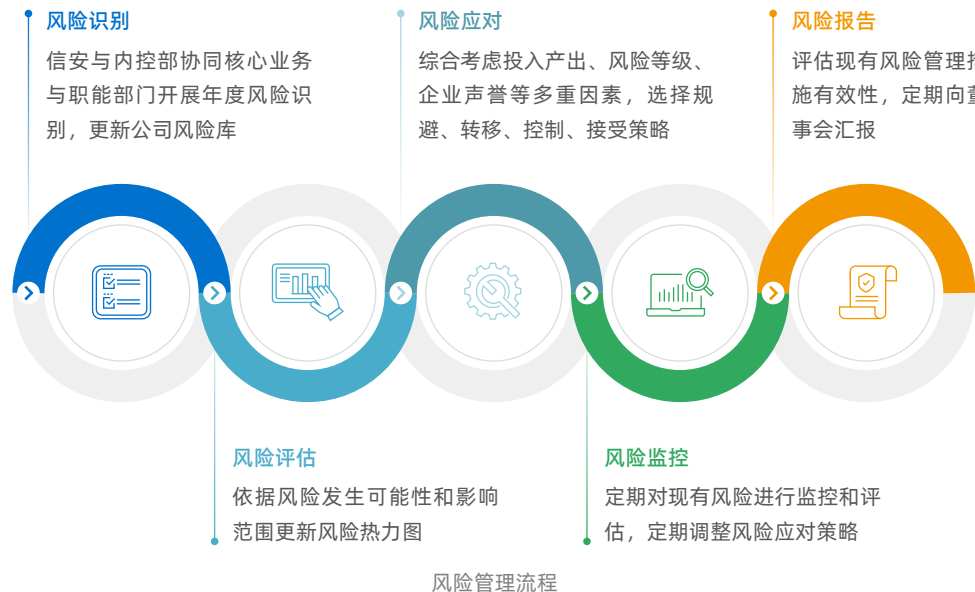 风险识别
信安与内控部协同核心业务
与职能部门开展年度风险识
别，更新公司风险库
风险应对
综合考虑投入产出、风险等级、
企业声誉等多重因素，选择规
避、转移、控制、接受策略
风险报告
评估现有风险管理
施有效性，定期向
事会汇报
风险评估
依据风险发生可能性和影响
范围更新风险热力图
风险监控
定期对现有风险进行监控和评
估，定期调整风险应对策略
风险管理流程